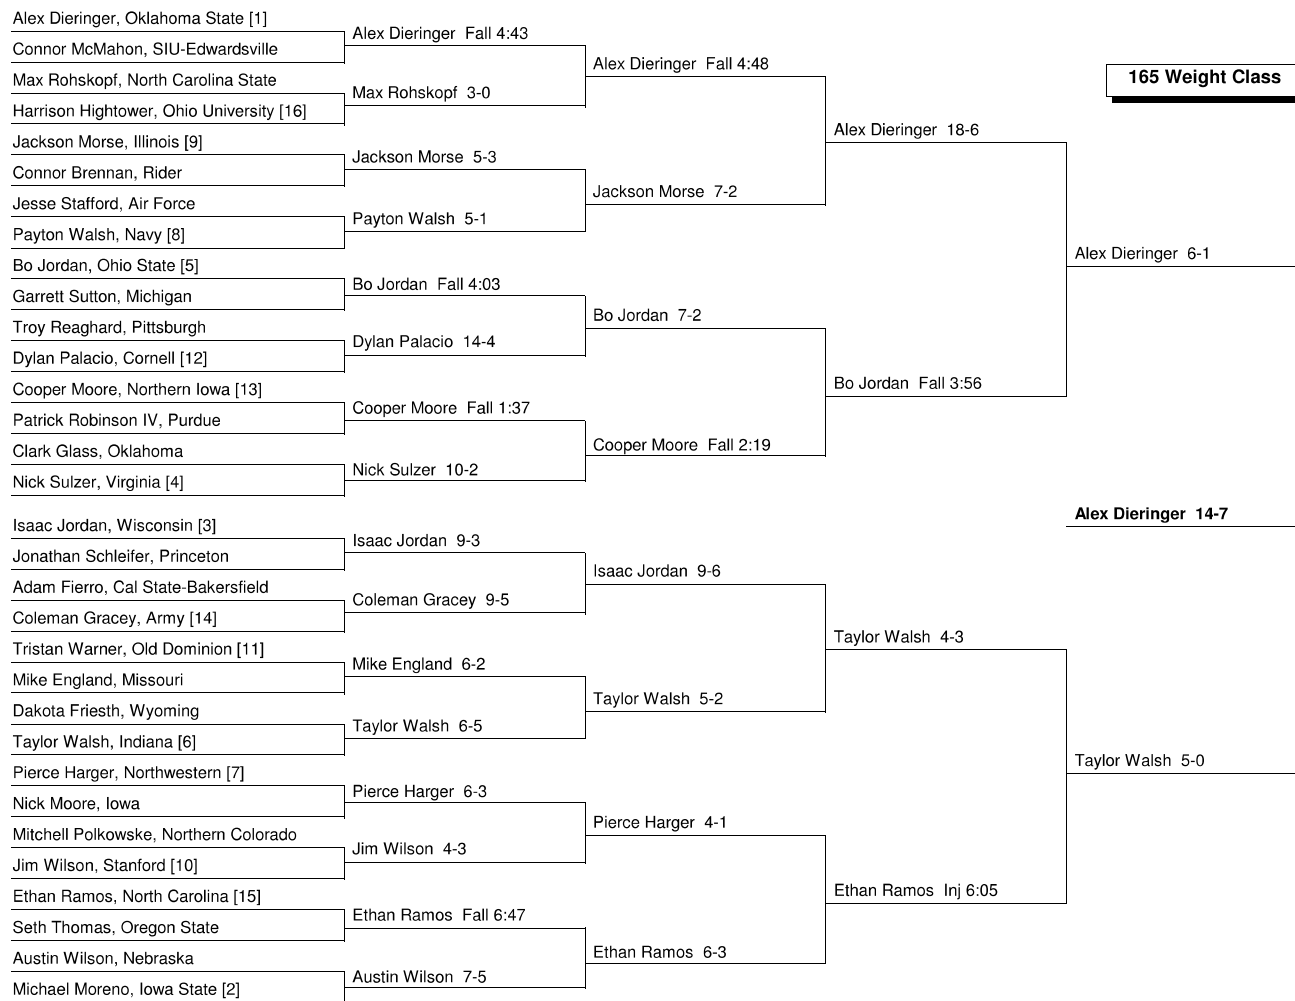 Alex Dieringer, Oklahoma State [1]
Connor McMahon, SIU-Edwardsville
Max Rohskopf, North Carolina State
Harrison Hightower, Ohio University [16]
Jackson Morse, Illinois [9]
Connor Brennan, Rider
Jesse Stafford, Air Force
Payton Walsh, Navy [8]
Bo Jordan, Ohio State [5]
Garrett Sutton, Michigan
Troy Reaghard, Pittsburgh
Dylan Palacio, Cornell [12]
Cooper Moore, Northern Iowa [13]
Patrick Robinson IV, Purdue
Clark Glass, Oklahoma
Nick Sulzer, Virginia [4]
Isaac Jordan, Wisconsin [3]
Jonathan Schleifer, Princeton
Adam Fierro, Cal State-Bakersfield
Coleman Gracey, Army [14]
Tristan Warner, Old Dominion [11]
Mike England, Missouri
Dakota Friesth, Wyoming
Taylor Walsh, Indiana [6]
Pierce Harger, Northwestern [7]
Nick Moore, Iowa
Mitchell Polkowske, Northern Colorado
Jim Wilson, Stanford [10]
Ethan Ramos, North Carolina [15]
Seth Thomas, Oregon State
Austin Wilson, Nebraska
Michael Moreno, Iowa State [2]
Alex Dieringer Fall 4:43
Max Rohskopf 3-0
Jackson Morse 5-3
Payton Walsh 5-1
Bo Jordan Fall 4:03
Dylan Palacio 14-4
Cooper Moore Fall 1:37
Nick Sulzer 10-2
Isaac Jordan 9-3
Coleman Gracey 9-5
Mike England 6-2
Taylor Walsh 6-5
Pierce Harger 6-3
Jim Wilson 4-3
Ethan Ramos Fall 6:47
Austin Wilson 7-5
Alex Dieringer Fall 4:48
Jackson Morse 7-2
Bo Jordan 7-2
Cooper Moore Fall 2:19
Isaac Jordan 9-6
Taylor Walsh 5-2
Pierce Harger 4-1
Ethan Ramos 6-3
Alex Dieringer 18-6
Bo Jordan Fall 3:56
Taylor Walsh 4-3
Ethan Ramos Inj 6:05
165 Weight Class
Alex Dieringer 6-1
Alex Dieringer 14-7
Taylor Walsh 5-0